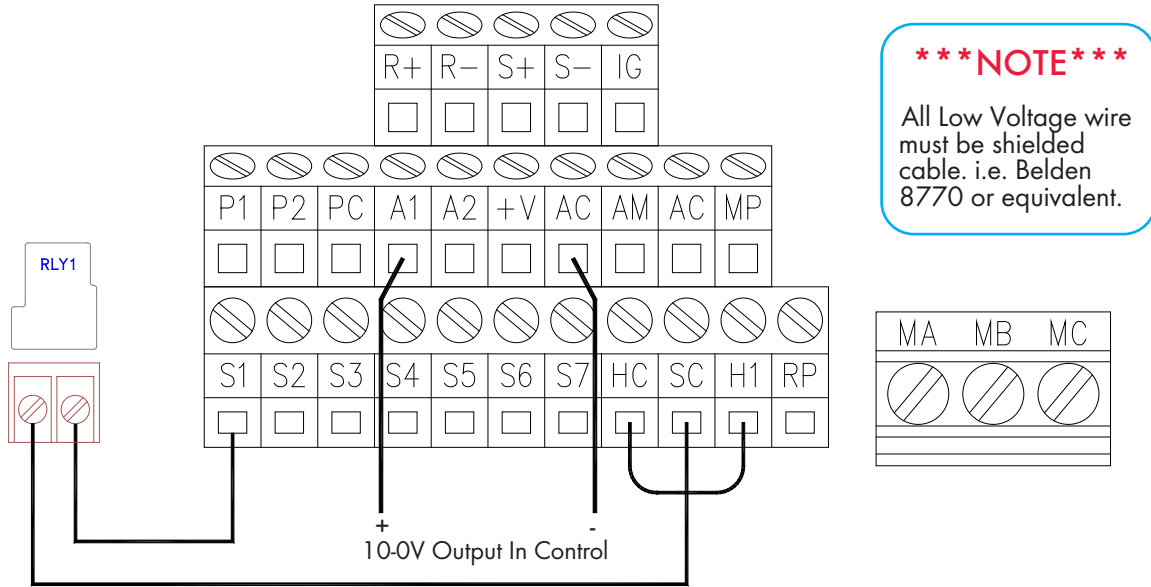 R+ R− S+ S− IG
***NOTE***
All Low Voltage wire
must be shielded
cable. i.e. Belden
8770 or equivalent.
P1 P2 PC A1 A2 +V AC AM AC MP
RLY1
S1 S2 S3 S4 S5 S6 S7 HC SC H1 RP
MA MB MC
+ -
10-0V Output In Control